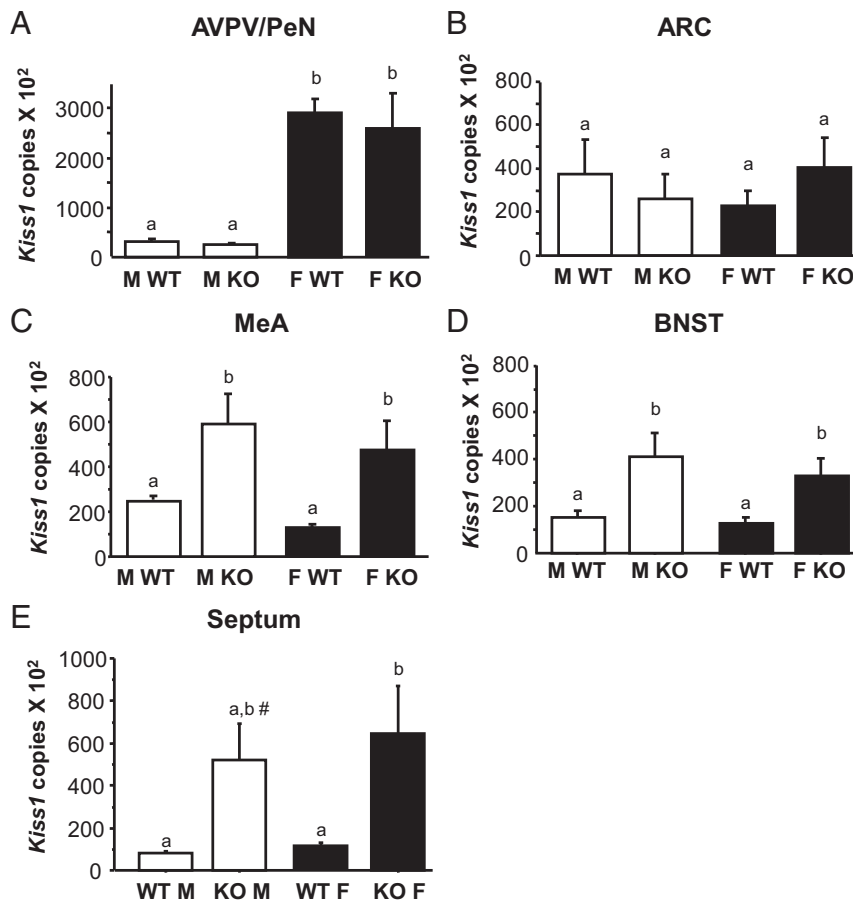 A
AVPV/PeN
Kiss1 copies X 10²
3000
2000
1000
0
a
a
b
b
M WT
M KO
F WT
F KO
B
ARC
Kiss1 copies X 10²
800
600
400
200
0
a
a
a
a
M WT
M KO
F WT
F KO
C
MeA
Kiss1 copies X 10²
800
600
400
200
0
a
b
a
b
M WT
M KO
F WT
F KO
D
BNST
Kiss1 copies X 10²
800
600
400
200
0
a
b
a
b
M WT
M KO
F WT
F KO
E
Septum
Kiss1 copies X 10²
1000
800
600
400
200
0
a
a,b #
a
b
WT M
KO M
WT F
KO F